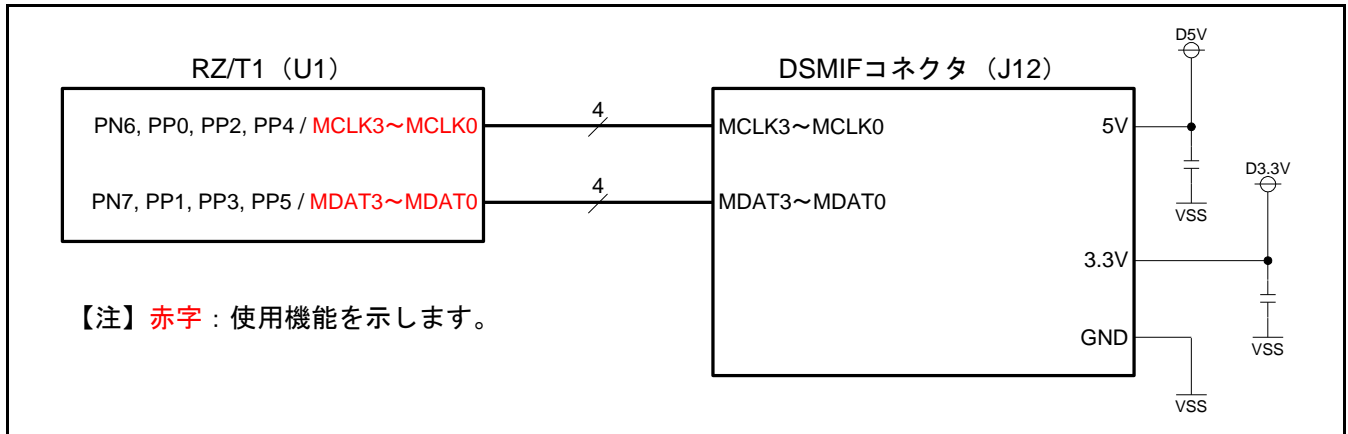 D5V
RZ/T1（U1）
DSMIFコネクタ（J12）
PN6, PP0, PP2, PP4 / MCLK3～MCLK0
4
MCLK3～MCLK0
5V
D3.3V
PN7, PP1, PP3, PP5 / MDAT3～MDAT0
4
MDAT3～MDAT0
VSS
3.3V
【注】赤字：使用機能を示します。
GND
VSS
VSS